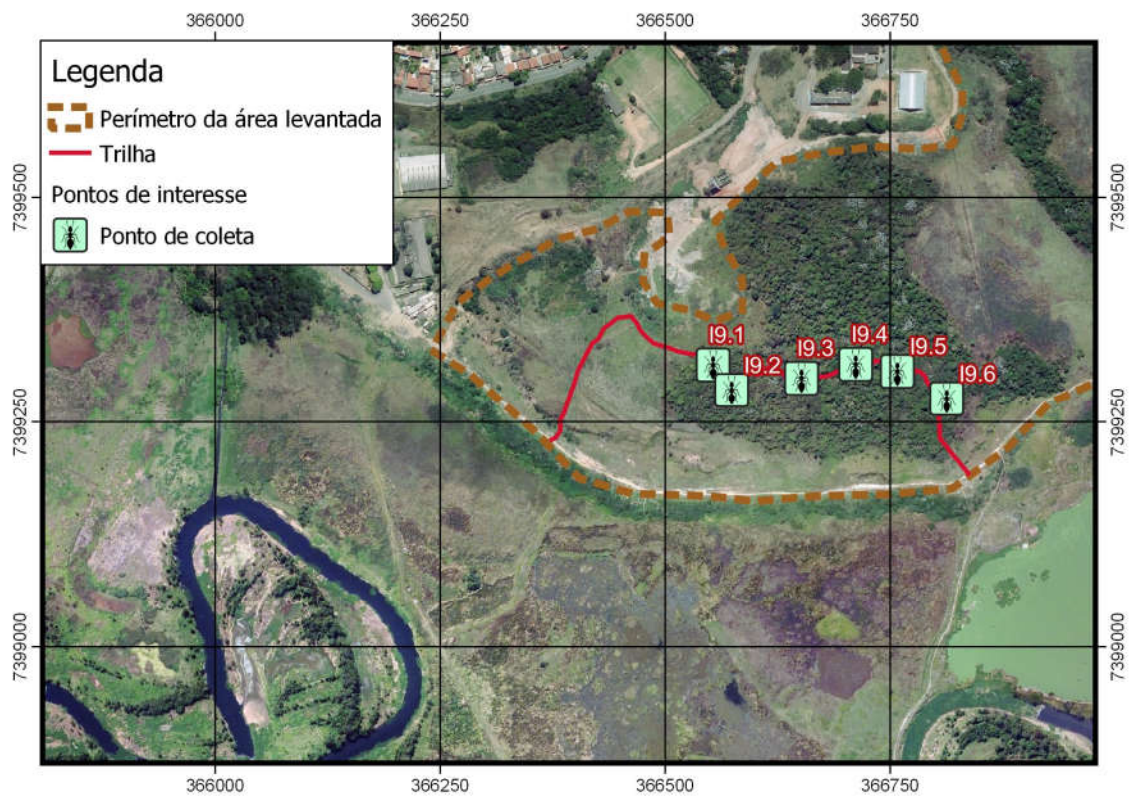 366000 366250 366500 366750
Legenda
Perímetro da área levantada
Trilha
Pontos de interesse
Ponto de coleta
7399500 7399500
I9.1 I9.2 I9.3 I9.4 I9.5 I9.6
7399250 7399250
7399000 7399000
366000 366250 366500 366750